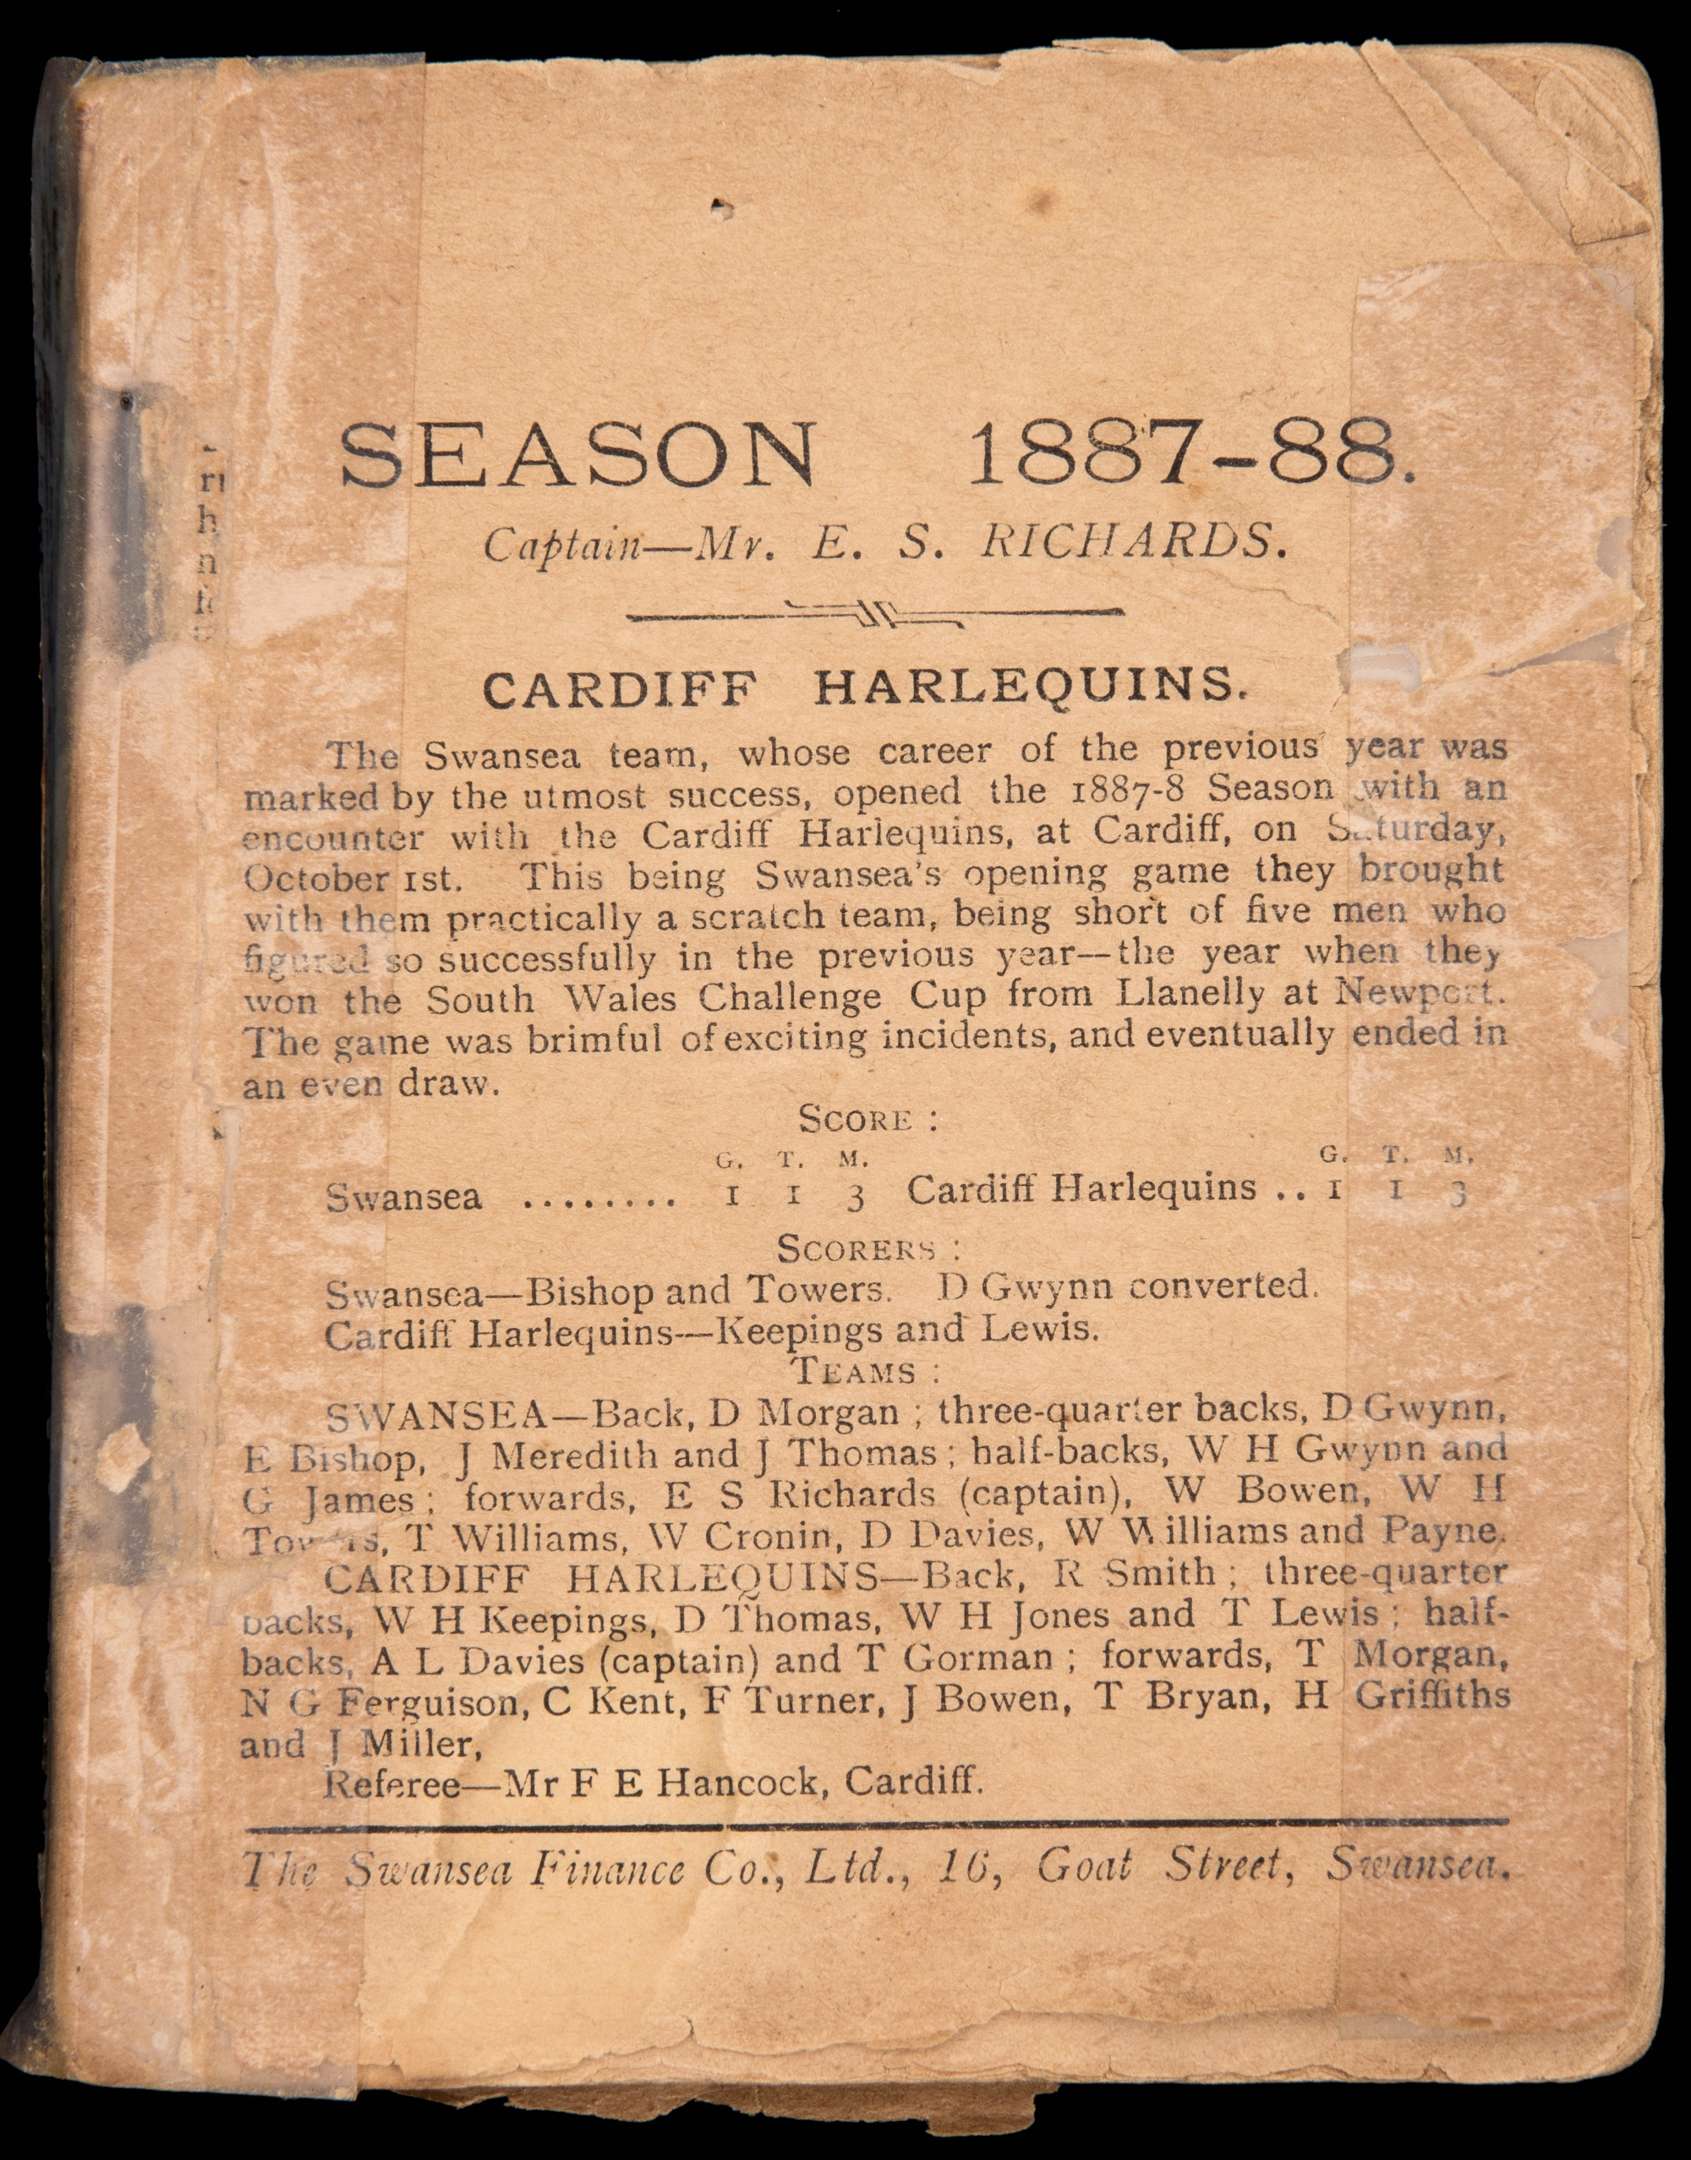 SEASON 1887-88.
Captain—Mr. E. S. RICHARDS.
CARDIFF HARLEQUINS.
The Swansea team, whose career of the previous year was
marked by the utmost success, opened the 1887-8 Season with an
encounter with the Cardiff Harlequins, at Cardiff, on Saturday,
October 1st. This being Swansea's opening game they brought
with them practically a scratch team, being short of five men who
figured so successfully in the previous year—the year when they
won the South Wales Challenge Cup from Llanelly at Newport.
The game was brimful of exciting incidents, and eventually ended in
an even draw.
SCORE :
G. T. M. G. T. M.
Swansea ........ 1 1 3 Cardiff Harlequins .. 1 1 3
SCORERS :
Swansea—Bishop and Towers. D Gwynn converted.
Cardiff Harlequins—Keepings and Lewis.
TEAMS :
SWANSEA—Back, D Morgan ; three-quarter backs, D Gwynn,
E Bishop, J Meredith and J Thomas ; half-backs, W H Gwynn and
G James ; forwards, E S Richards (captain), W Bowen, W H
Towers, T Williams, W Cronin, D Davies, W Williams and Payne.
CARDIFF HARLEQUINS—Back, R Smith ; three-quarter
backs, W H Keepings, D Thomas, W H Jones and T Lewis ; half-
backs, A L Davies (captain) and T Gorman ; forwards, T Morgan,
N G Ferguison, C Kent, F Turner, J Bowen, T Bryan, H Griffiths
and J Miller,
Referee—Mr F E Hancock, Cardiff.
The Swansea Finance Co., Ltd., 16, Goat Street, Swansea.